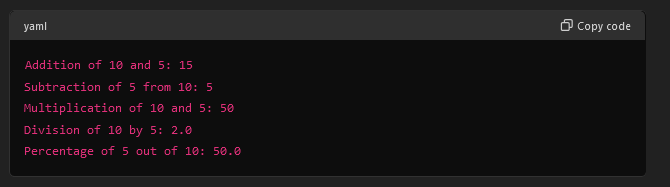 yaml
Copy code
Addition of 10 and 5: 15
Subtraction of 5 from 10: 5
Multiplication of 10 and 5: 50
Division of 10 by 5: 2.0
Percentage of 5 out of 10: 50.0